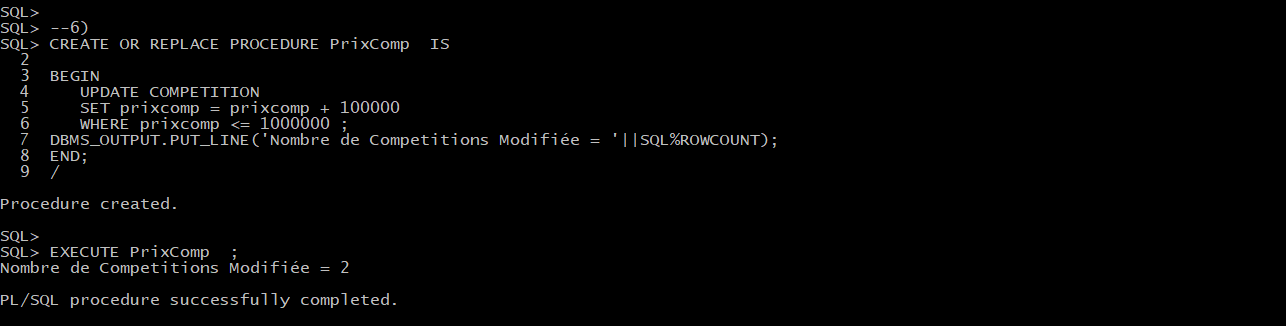 SQL>
SQL> --6)
SQL> CREATE OR REPLACE PROCEDURE PrixComp  IS
  2
  3  BEGIN
  4     UPDATE COMPETITION
  5     SET prixcomp = prixcomp + 100000
  6     WHERE prixcomp <= 1000000 ;
  7  DBMS_OUTPUT.PUT_LINE('Nombre de Competitions Modifiée = '||SQL%ROWCOUNT);
  8  END;
  9  /
Procedure created.
SQL>
SQL> EXECUTE PrixComp  ;
Nombre de Competitions Modifiée = 2
PL/SQL procedure successfully completed.